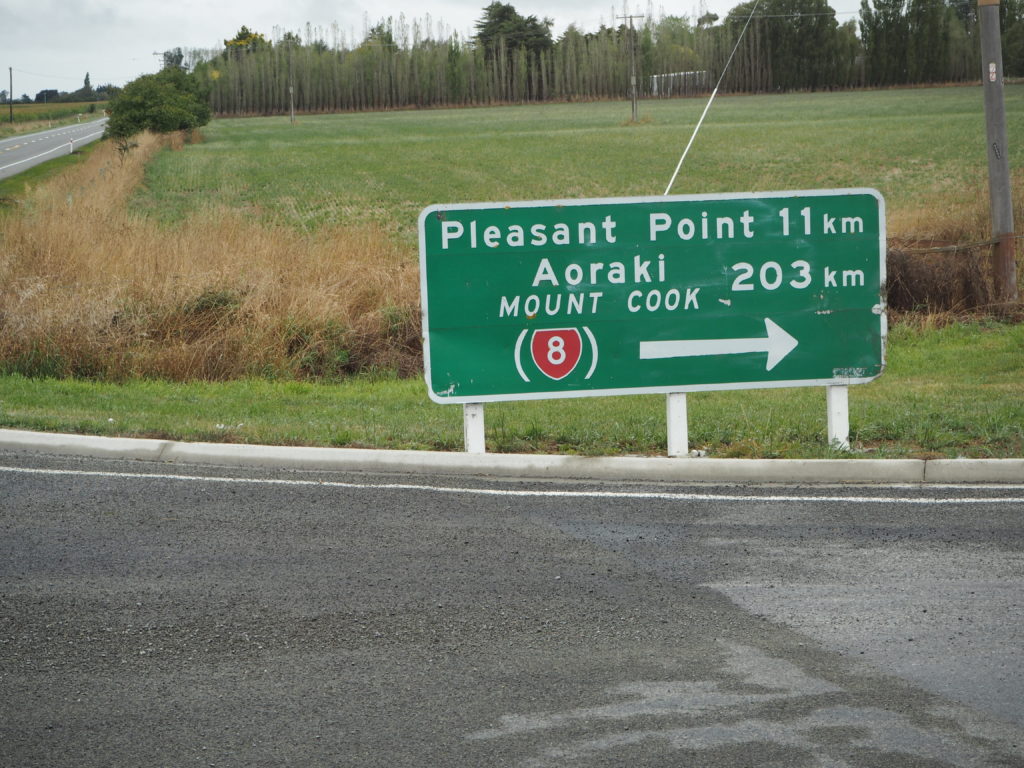 Pleasant Point 11 km
Aoraki 203 km
MOUNT COOK
(8)